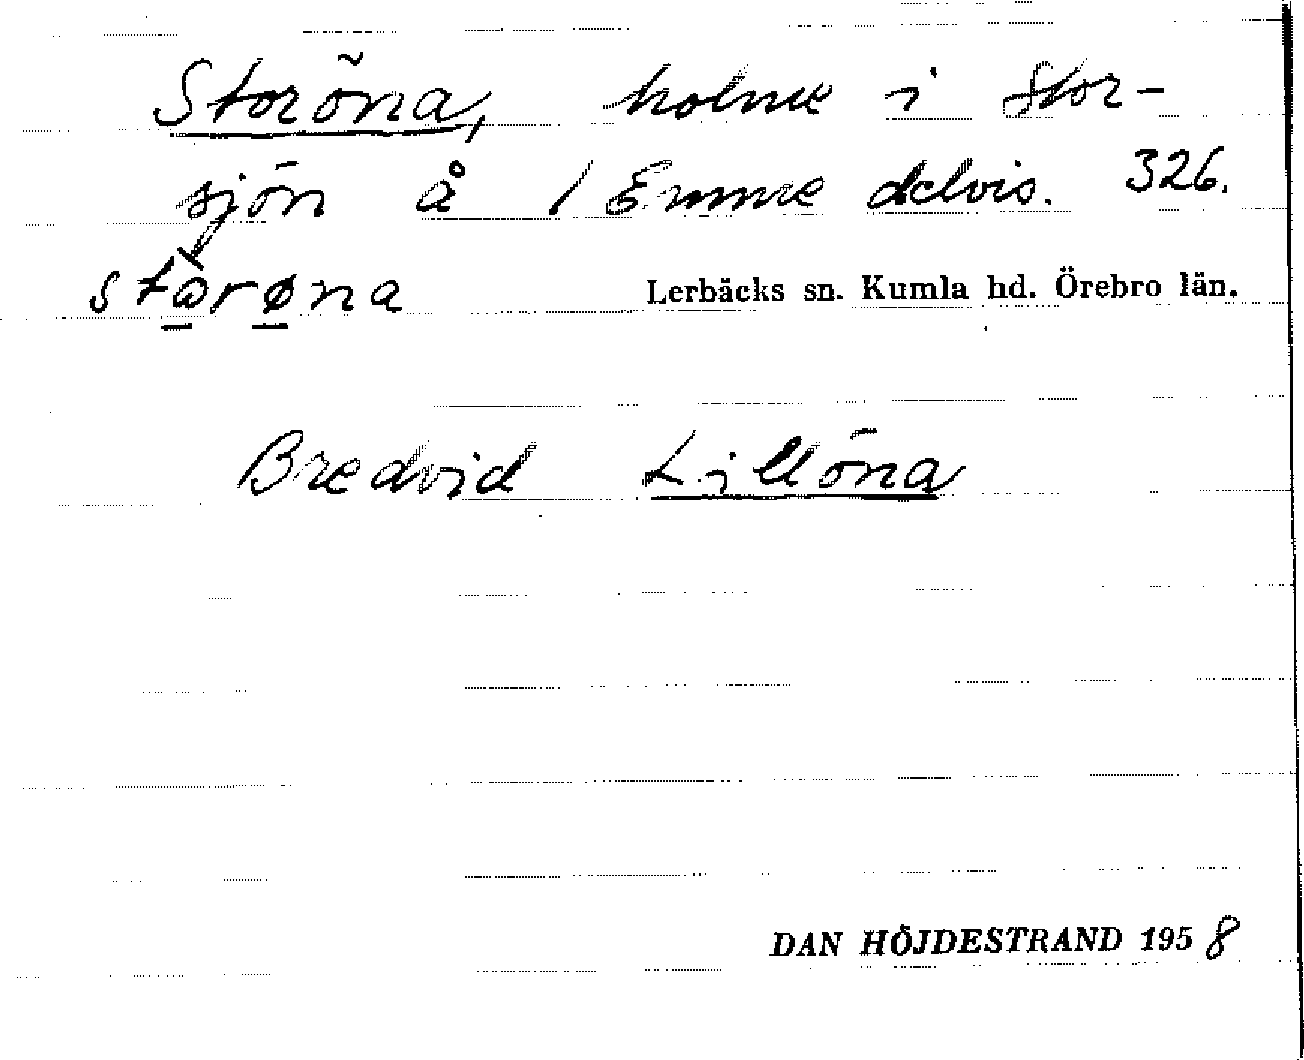 Storöna, holme i Stor-
sjön å 1 Emme delvis. 326.
stὼrøna
Lerbäcks sn. Kumla hd. Örebro län.
Bredvid Lillöna
DAN HÖJDESTRAND 1958